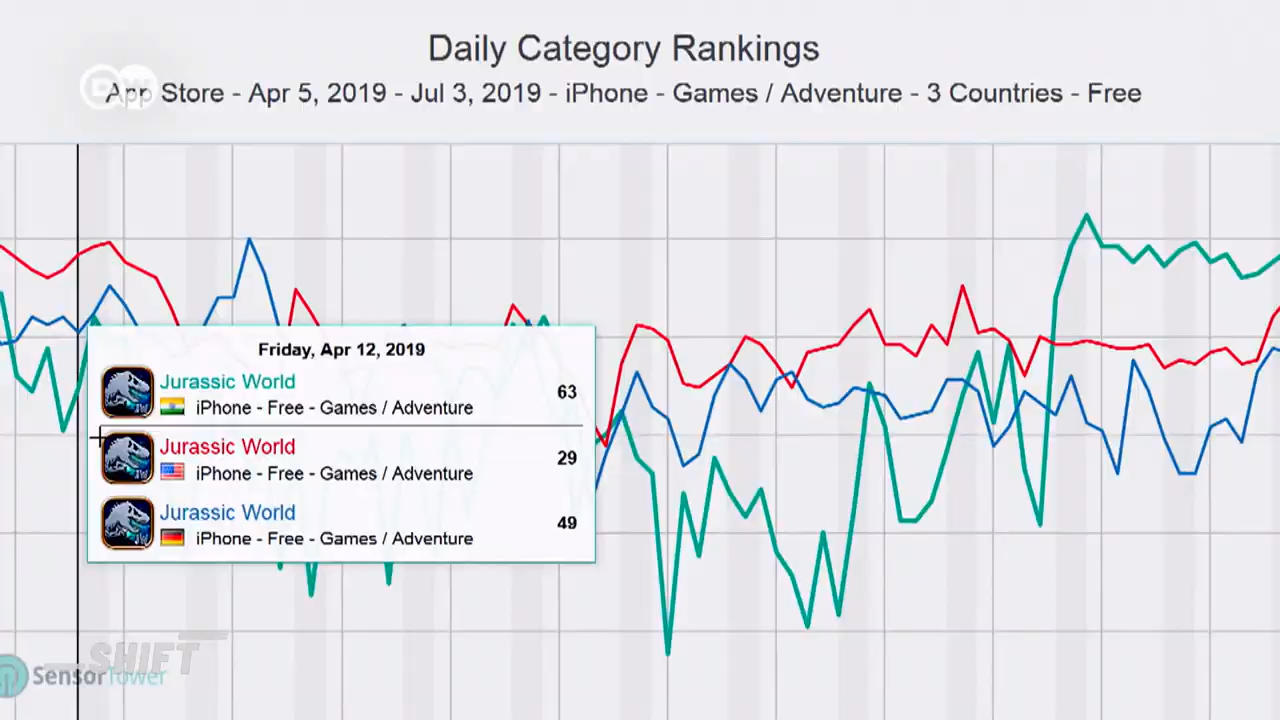 Daily Category Rankings
DW
App Store - Apr 5, 2019 - Jul 3, 2019 - iPhone - Games / Adventure - 3 Countries - Free
Friday, Apr 12, 2019
Jurassic World
63
iPhone - Free - Games / Adventure
Jurassic World
29
iPhone - Free - Games / Adventure
Jurassic World
49
iPhone - Free - Games / Adventure
SHIFT
SensorTower